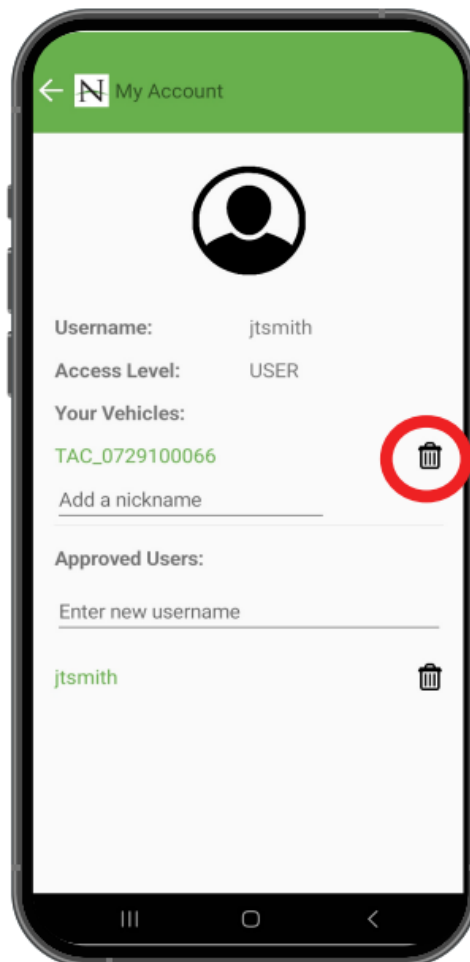 N My Account
Username: jtsmith
Access Level: USER
Your Vehicles:
TAC_0729100066
Add a nickname
Approved Users:
Enter new username
jtsmith